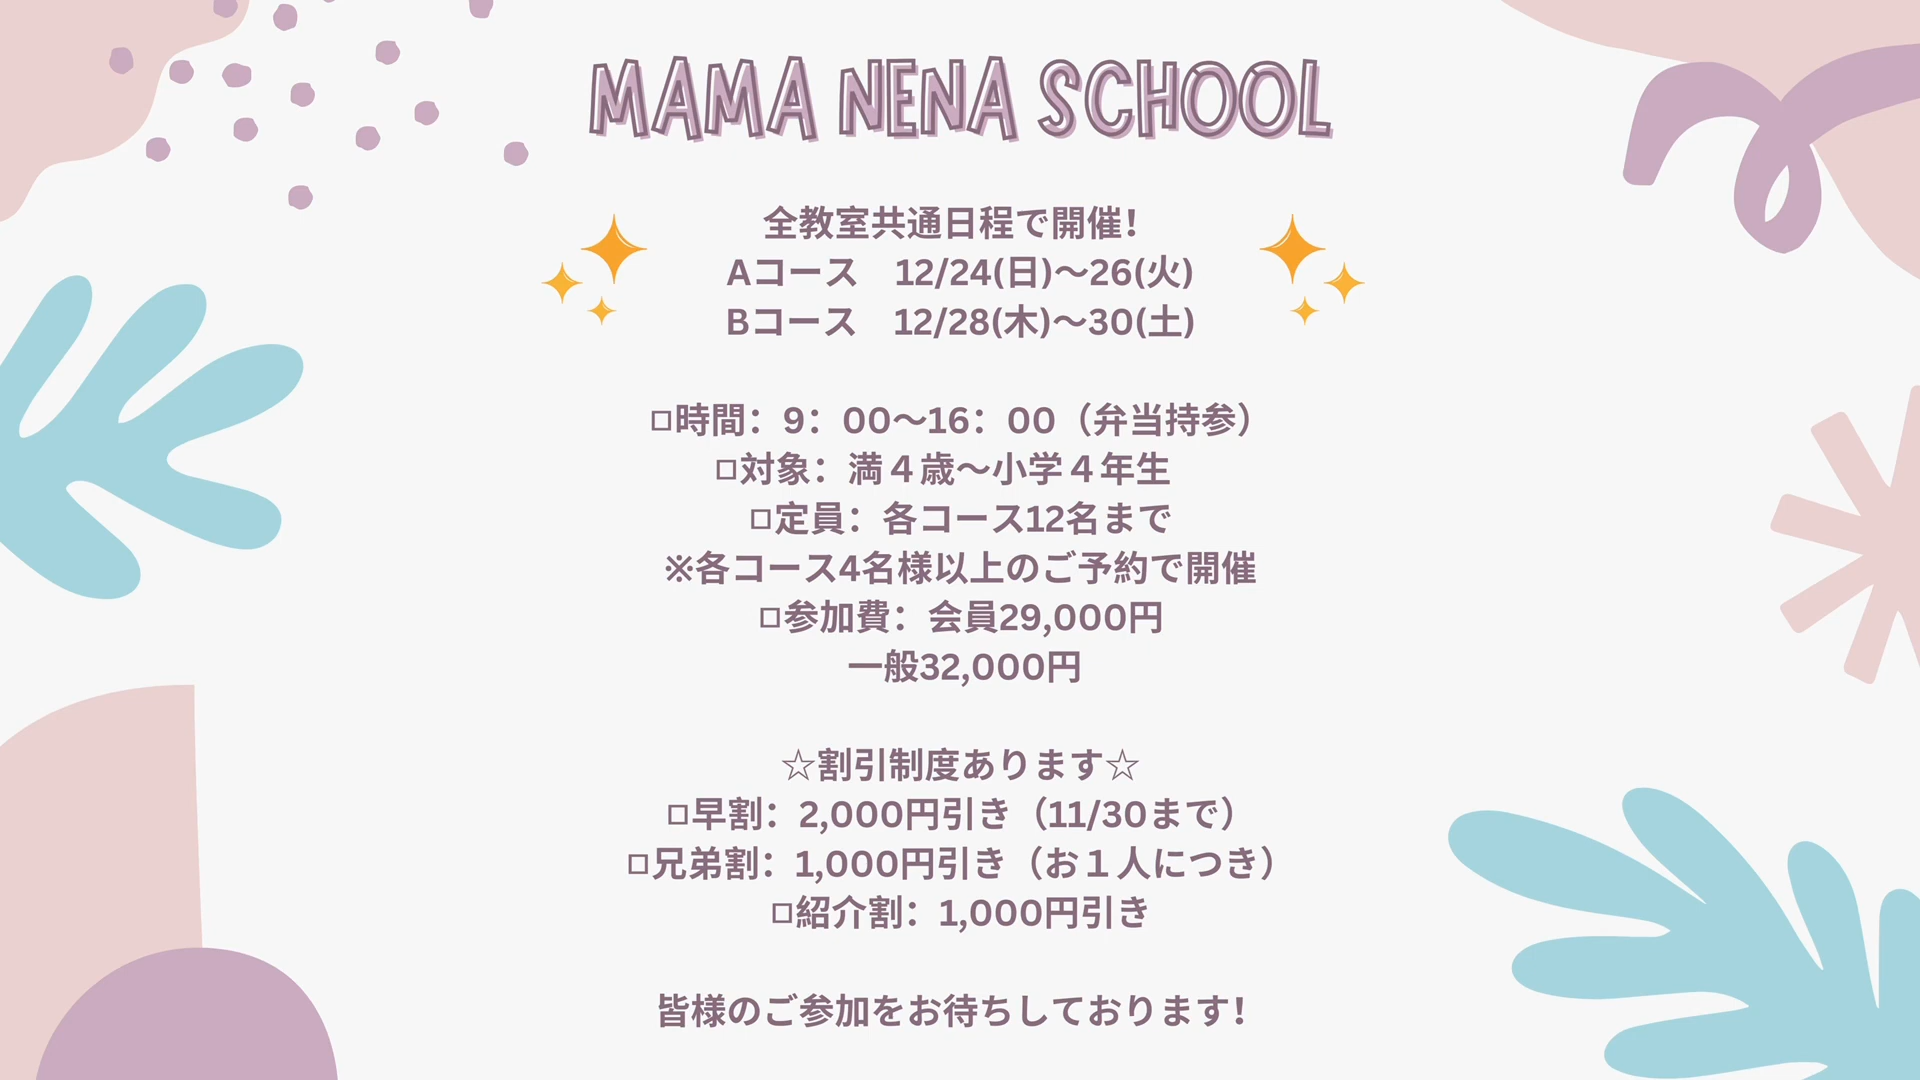 MAMA NENA SCHOOL
全教室共通日程で開催！
Aコース　12/24(日)～26(火)
Bコース　12/28(木)～30(土)
□時間：9：00～16：00（弁当持参）
□対象：満４歳～小学４年生
□定員：各コース12名まで
※各コース4名様以上のご予約で開催
□参加費：会員29,000円
一般32,000円
☆割引制度あります☆
□早割：2,000円引き（11/30まで）
□兄弟割：1,000円引き（お１人につき）
□紹介割：1,000円引き
皆様のご参加をお待ちしております！